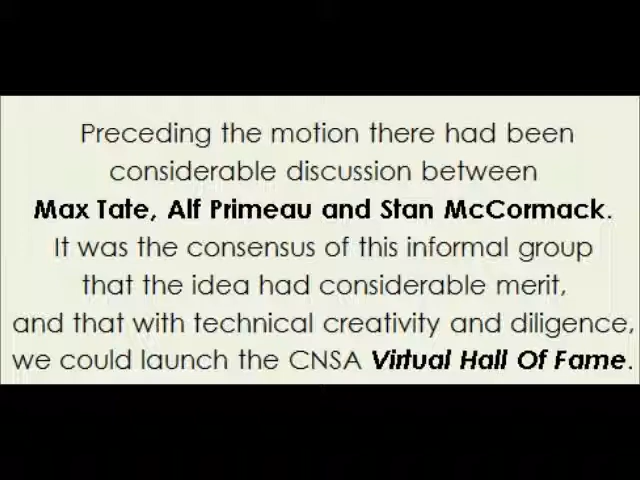 Preceding the motion there had been
considerable discussion between
Max Tate, Alf Primeau and Stan McCormack.
It was the consensus of this informal group
that the idea had considerable merit,
and that with technical creativity and diligence,
we could launch the CNSA Virtual Hall Of Fame.